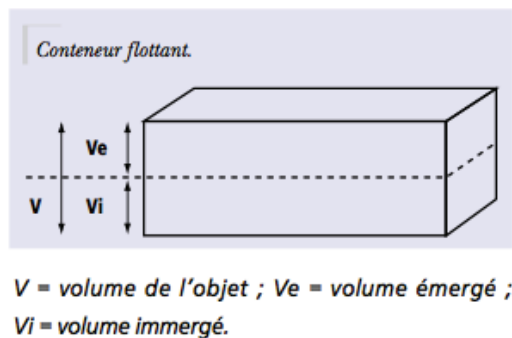 Conteneur flottant.
Ve
V
Vi
V = volume de l'objet ; Ve = volume émergé ;
Vi = volume immergé.